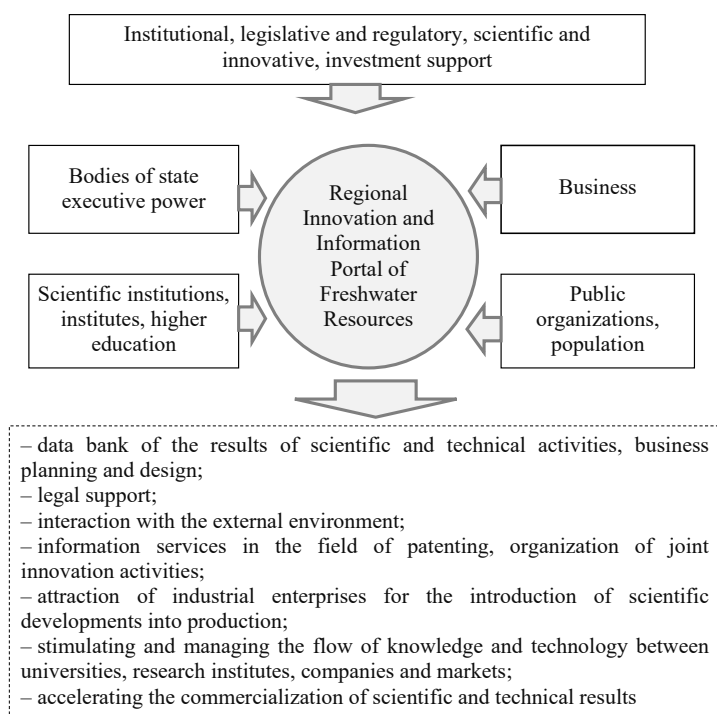 Institutional, legislative and regulatory, scientific and
innovative, investment support
Bodies of state
executive power
Regional
Innovation and
Information
Portal of
Freshwater
Resources
Business
Scientific institutions,
institutes, higher
education
Public
organizations,
population
– data bank of the results of scientific and technical activities, business
planning and design;
– legal support;
– interaction with the external environment;
– information services in the field of patenting, organization of joint
innovation activities;
– attraction of industrial enterprises for the introduction of scientific
developments into production;
– stimulating and managing the flow of knowledge and technology between
universities, research institutes, companies and markets;
– accelerating the commercialization of scientific and technical results